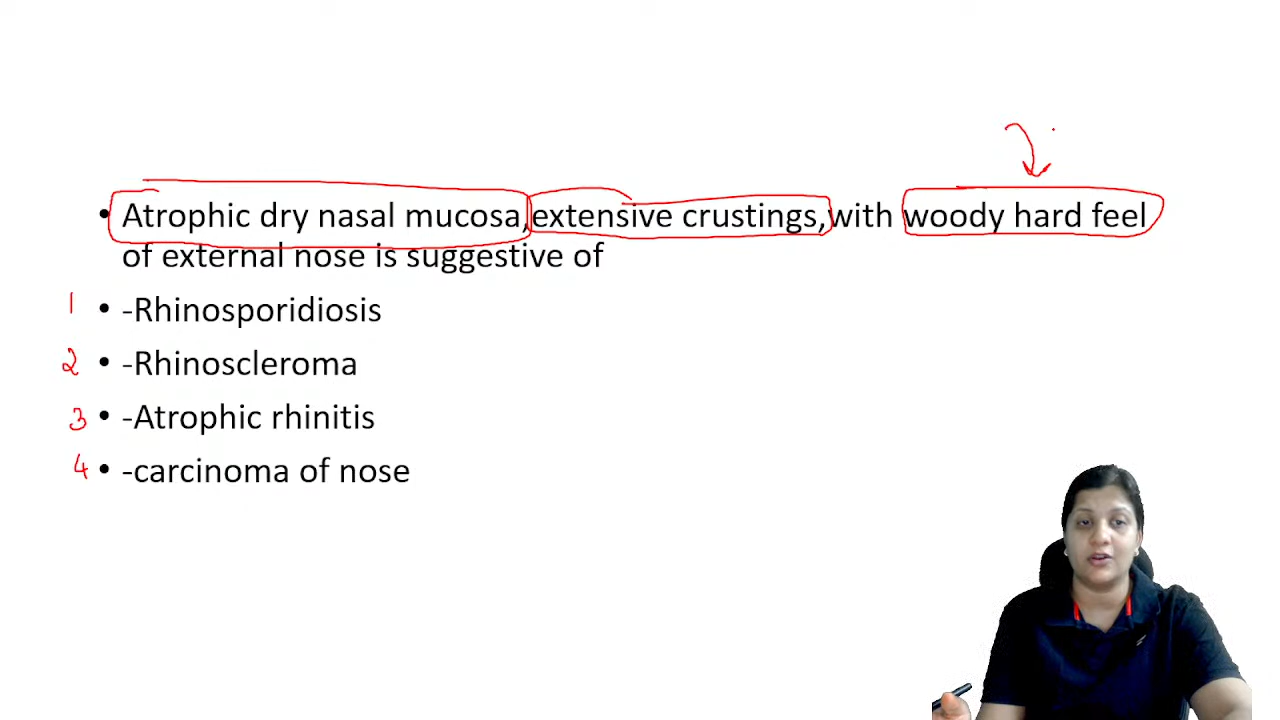 • Atrophic dry nasal mucosa,extensive crustings,with woody hard feel
of external nose is suggestive of
1 • -Rhinosporidiosis
2 • -Rhinoscleroma
3 • -Atrophic rhinitis
4 • -carcinoma of nose